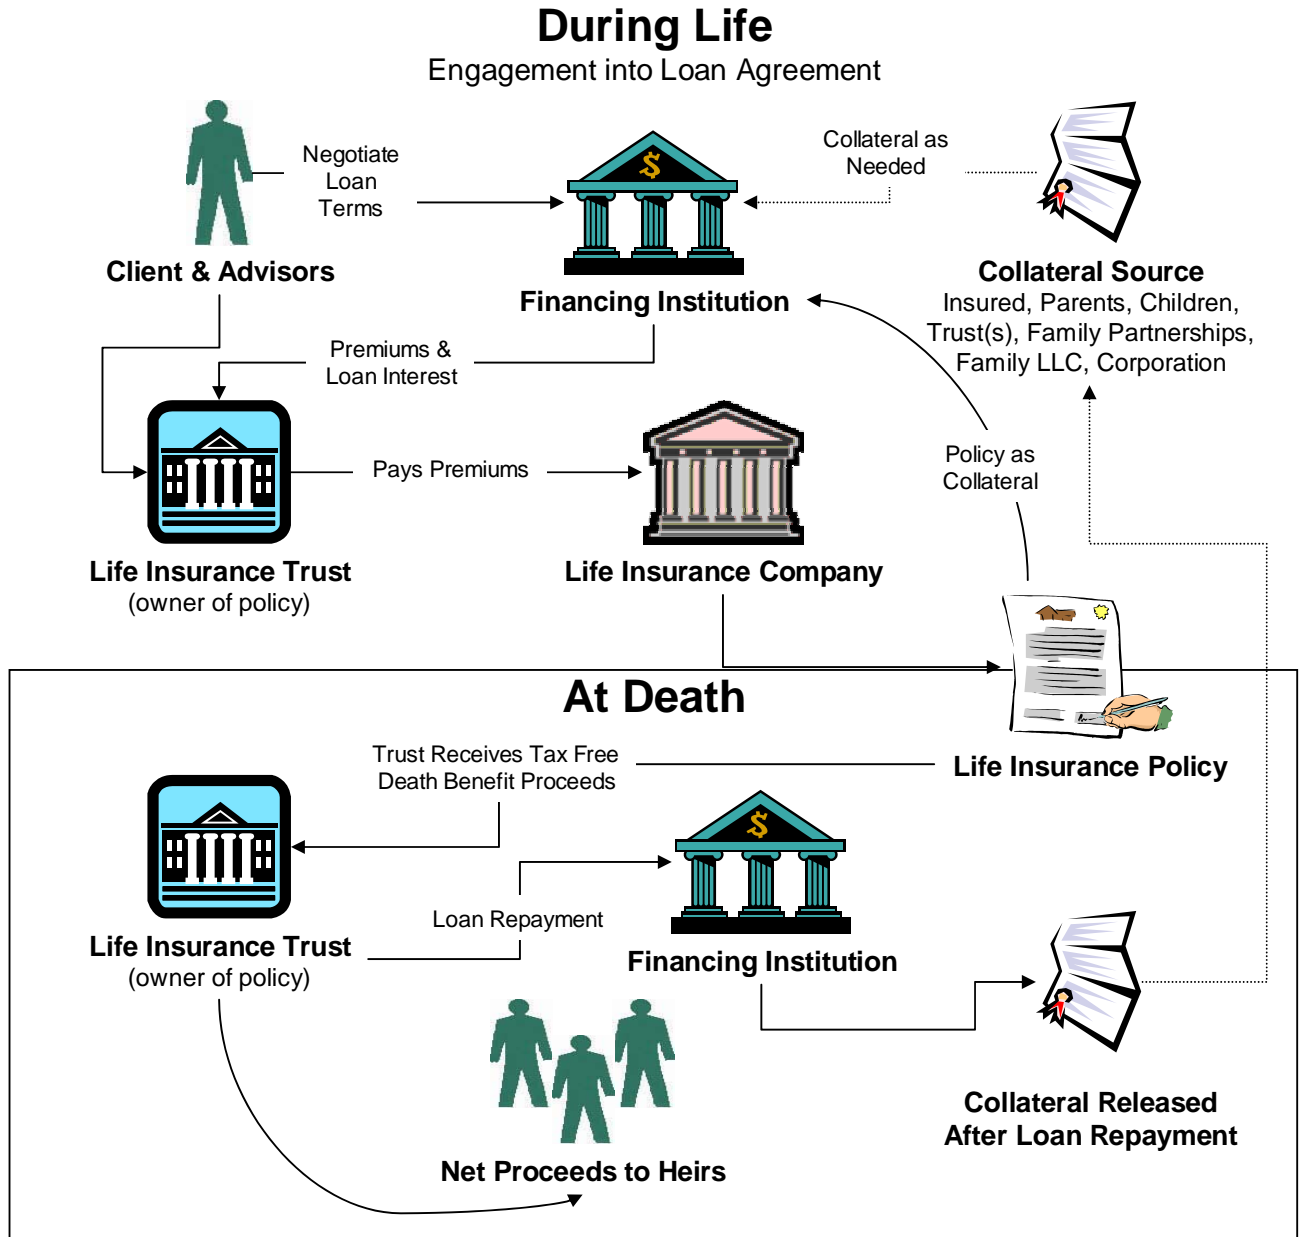 During Life
Engagement into Loan Agreement
Negotiate
Loan
Terms
Collateral as
Needed
Client & Advisors
Financing Institution
Collateral Source
Insured, Parents, Children,
Trust(s), Family Partnerships,
Family LLC, Corporation
Premiums &
Loan Interest
Pays Premiums
Policy as
Collateral
Life Insurance Trust
(owner of policy)
Life Insurance Company
At Death
Trust Receives Tax Free
Death Benefit Proceeds
Life Insurance Policy
Loan Repayment
Life Insurance Trust
(owner of policy)
Financing Institution
Collateral Released
After Loan Repayment
Net Proceeds to Heirs